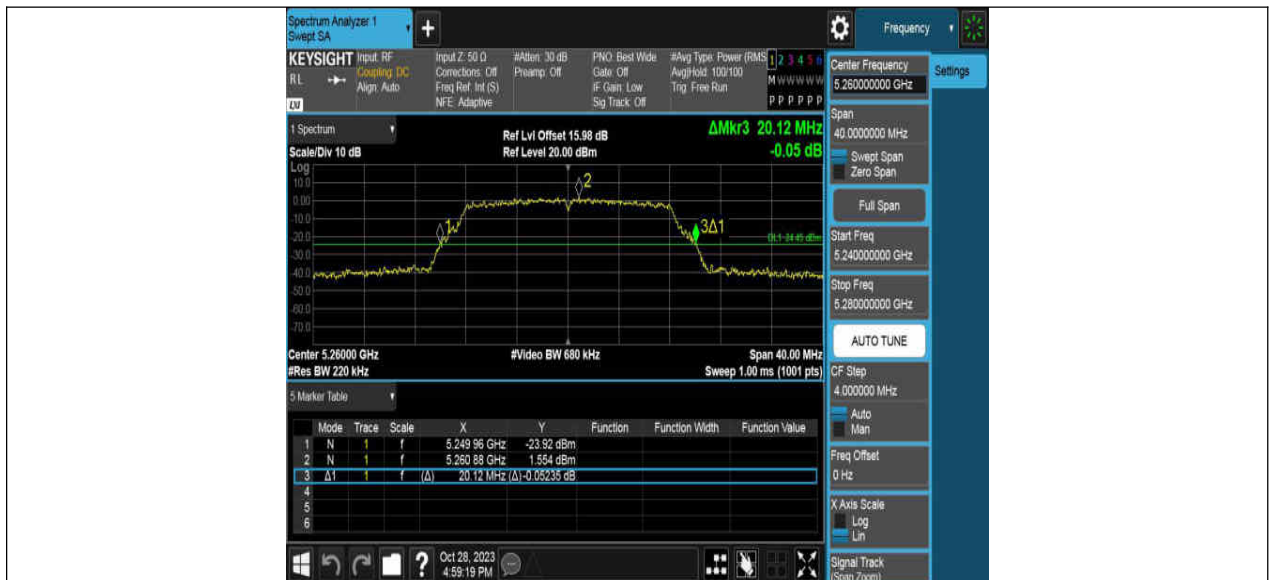 Spectrum Analyzer 1
Swept SA
+
Frequency
KEYSIGHT
RL
LXI
Input: RF
Coupling: DC
Align: Auto
Input Z: 50 Ω
Corrections: Off
Freq Ref: Int (S)
NFE: Adaptive
#Atten: 30 dB
Preamp: Off
PNO: Best Wide
Gate: Off
IF Gain: Low
Sig Track: Off
#Avg Type: Power (RMS
Avg|Hold: 100/100
Trig: Free Run
1 2 3 4 5 6
M W W W W W
P P P P P P
Center Frequency
5.260000000 GHz
Settings
Span
40.0000000 MHz
Swept Span
Zero Span
Full Span
Start Freq
5.240000000 GHz
Stop Freq
5.280000000 GHz
AUTO TUNE
CF Step
4.000000 MHz
Auto
Man
Freq Offset
0 Hz
X Axis Scale
Log
Lin
Signal Track
(Span Zoom)
1 Spectrum
Scale/Div 10 dB
Ref Lvl Offset 15.98 dB
Ref Level 20.00 dBm
ΔMkr3 20.12 MHz
-0.05 dB
Log
10.0
0.00
-10.0
-20.0
-30.0
-40.0
-50.0
-60.0
-70.0
1
2
3Δ1
DL1 -24.45 dBm
Center 5.26000 GHz
#Video BW 680 kHz
Span 40.00 MHz
#Res BW 220 kHz
Sweep 1.00 ms (1001 pts)
5 Marker Table
Mode Trace Scale X Y Function Function Width Function Value
1 N 1 f 5.249 96 GHz -23.92 dBm
2 N 1 f 5.260 88 GHz 1.554 dBm
3 Δ1 1 f (Δ) 20.12 MHz (Δ) -0.05235 dB
4
5
6
?
Oct 28, 2023
4:59:19 PM